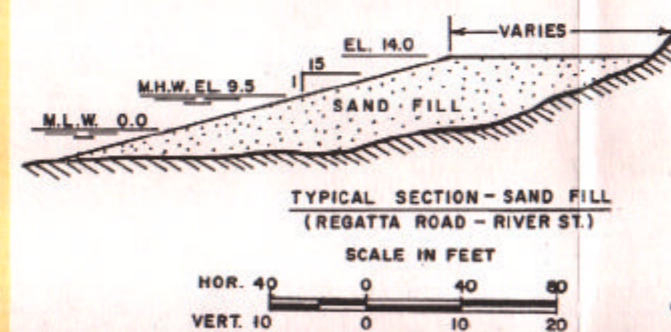 VARIES
EL. 14.0
15
1
M.H.W. EL. 9.5
SAND FILL
M.L.W. 0.0
TYPICAL SECTION - SAND FILL
(REGATTA ROAD - RIVER ST.)
SCALE IN FEET
HOR. 40 0 40 80
VERT. 10 0 10 20